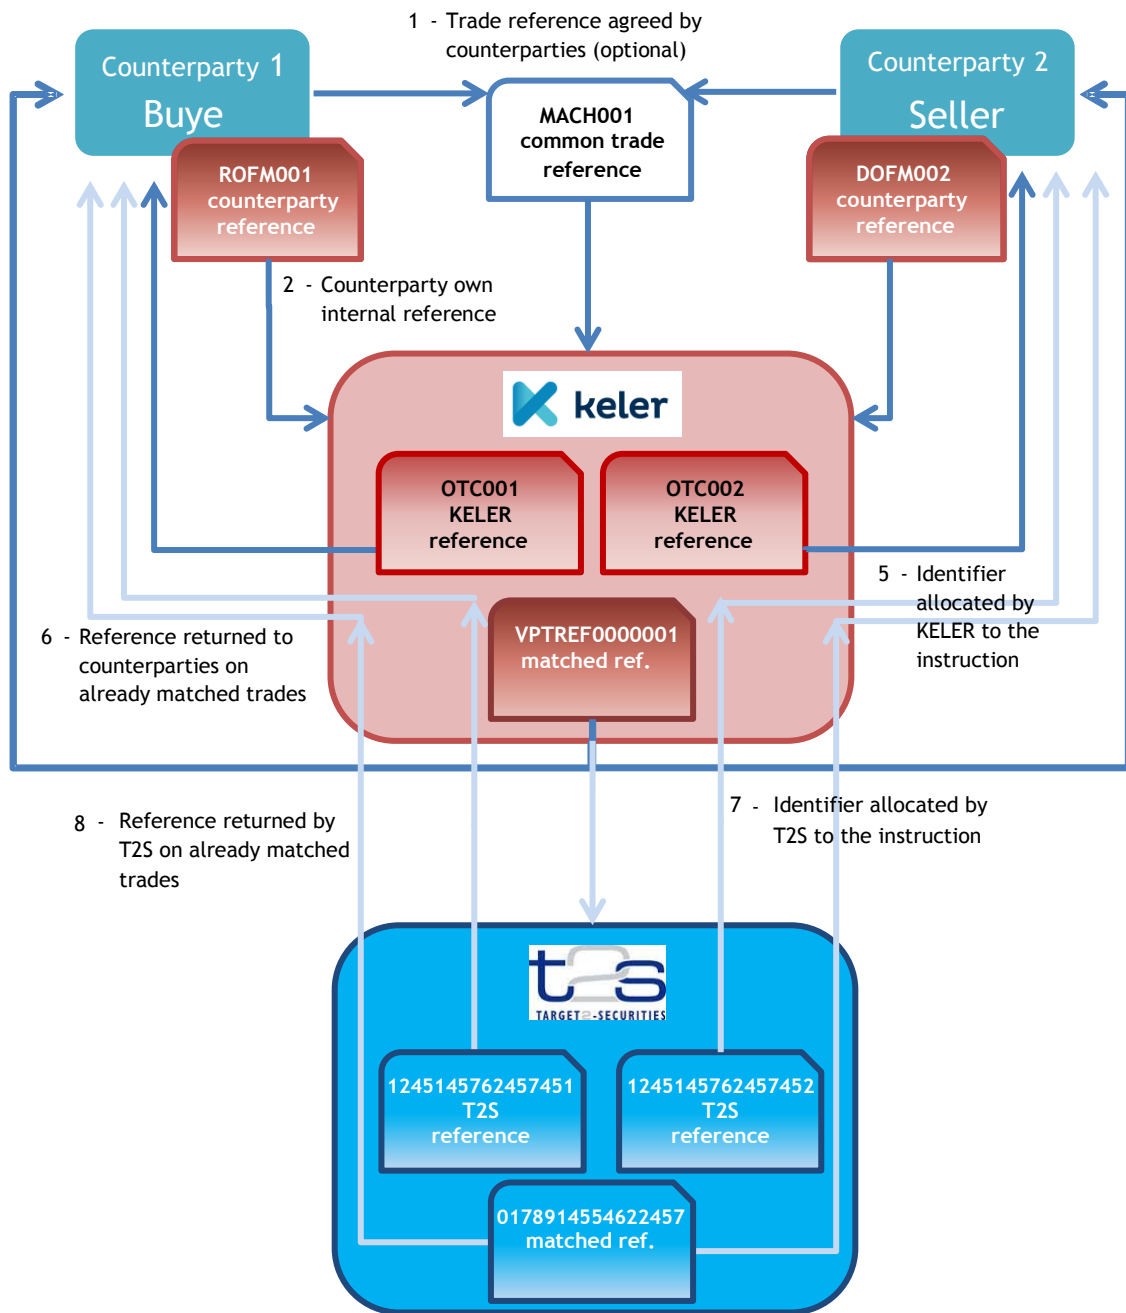 1 - Trade reference agreed by
counterparties (optional)
Counterparty 1
Buye
Counterparty 2
Seller
MACH001
common trade
reference
ROFM001
counterparty
reference
DOFM002
counterparty
reference
2 - Counterparty own
internal reference
keler
OTC001
KELER
reference
OTC002
KELER
reference
5 - Identifier
allocated by
KELER to the
instruction
6 - Reference returned to
counterparties on
already matched trades
VPTREF0000001
matched ref.
7 - Identifier allocated by
T2S to the instruction
8 - Reference returned by
T2S on already matched
trades
t2s
TARGET2-SECURITIES
1245145762457451
T2S
reference
1245145762457452
T2S
reference
0178914554622457
matched ref.